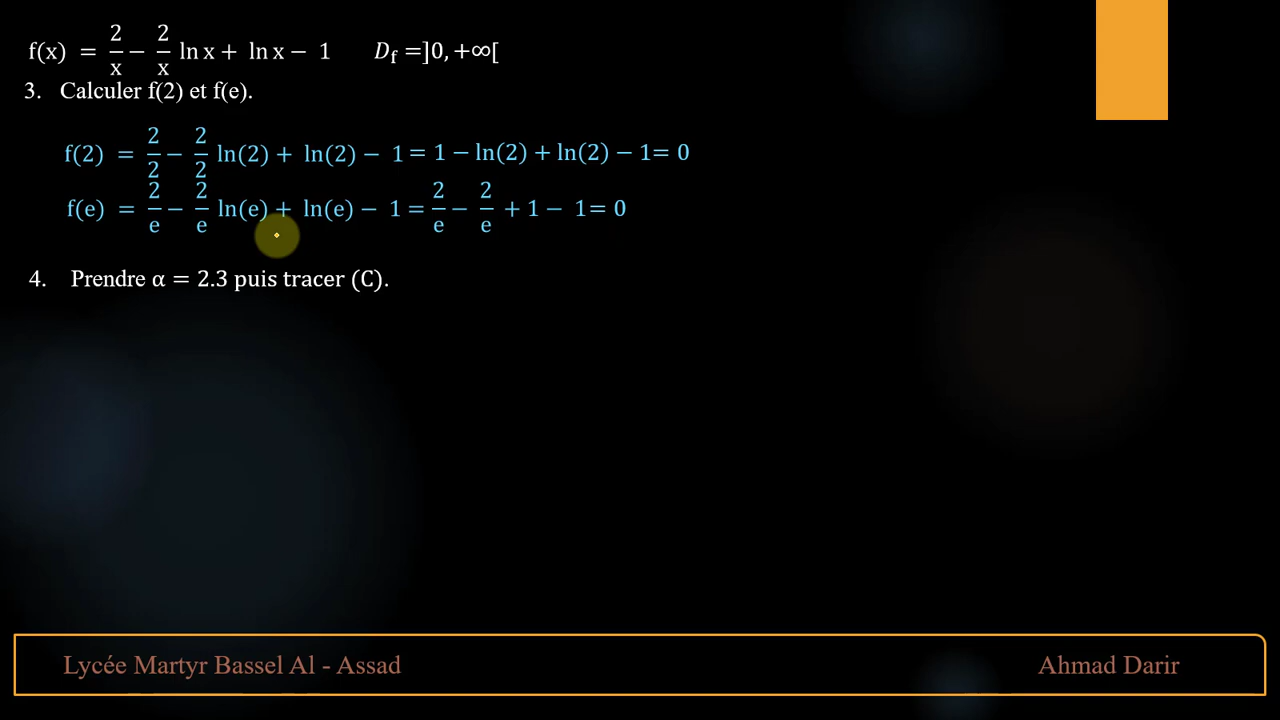 f(x) = 2/x − 2/x ln x + ln x − 1 D_f =]0, +∞[
3. Calculer f(2) et f(e).
f(2) = 2/2 − 2/2 ln(2) + ln(2) − 1 = 1 − ln(2) + ln(2) − 1 = 0
f(e) = 2/e − 2/e ln(e) + ln(e) − 1 = 2/e − 2/e + 1 − 1 = 0
4. Prendre α = 2.3 puis tracer (C).
Lycée Martyr Bassel Al - Assad
Ahmad Darir